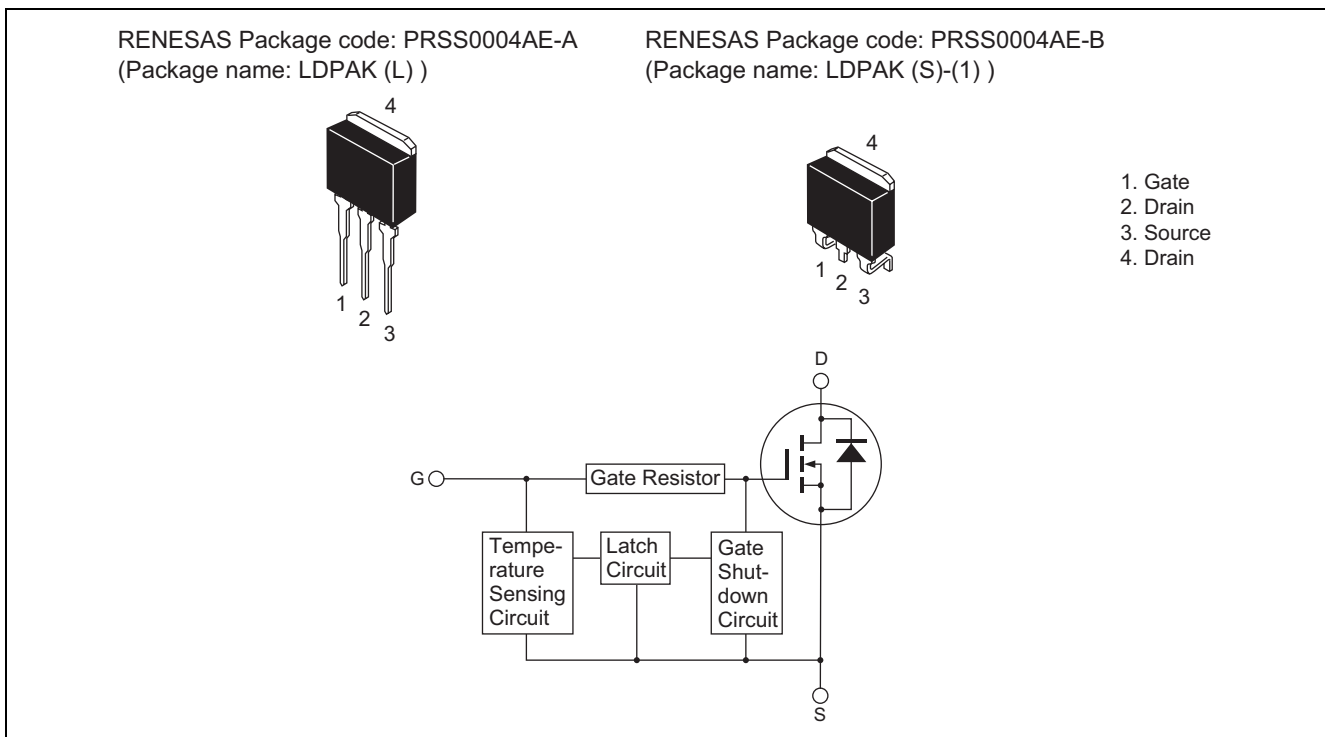 RENESAS Package code: PRSS0004AE-A
(Package name: LDPAK (L) )
RENESAS Package code: PRSS0004AE-B
(Package name: LDPAK (S)-(1) )
4
1
2
3
4
1
2
3
1. Gate
2. Drain
3. Source
4. Drain
D
G
Gate Resistor
Tempe-
rature
Sensing
Circuit
Latch
Circuit
Gate
Shut-
down
Circuit
S